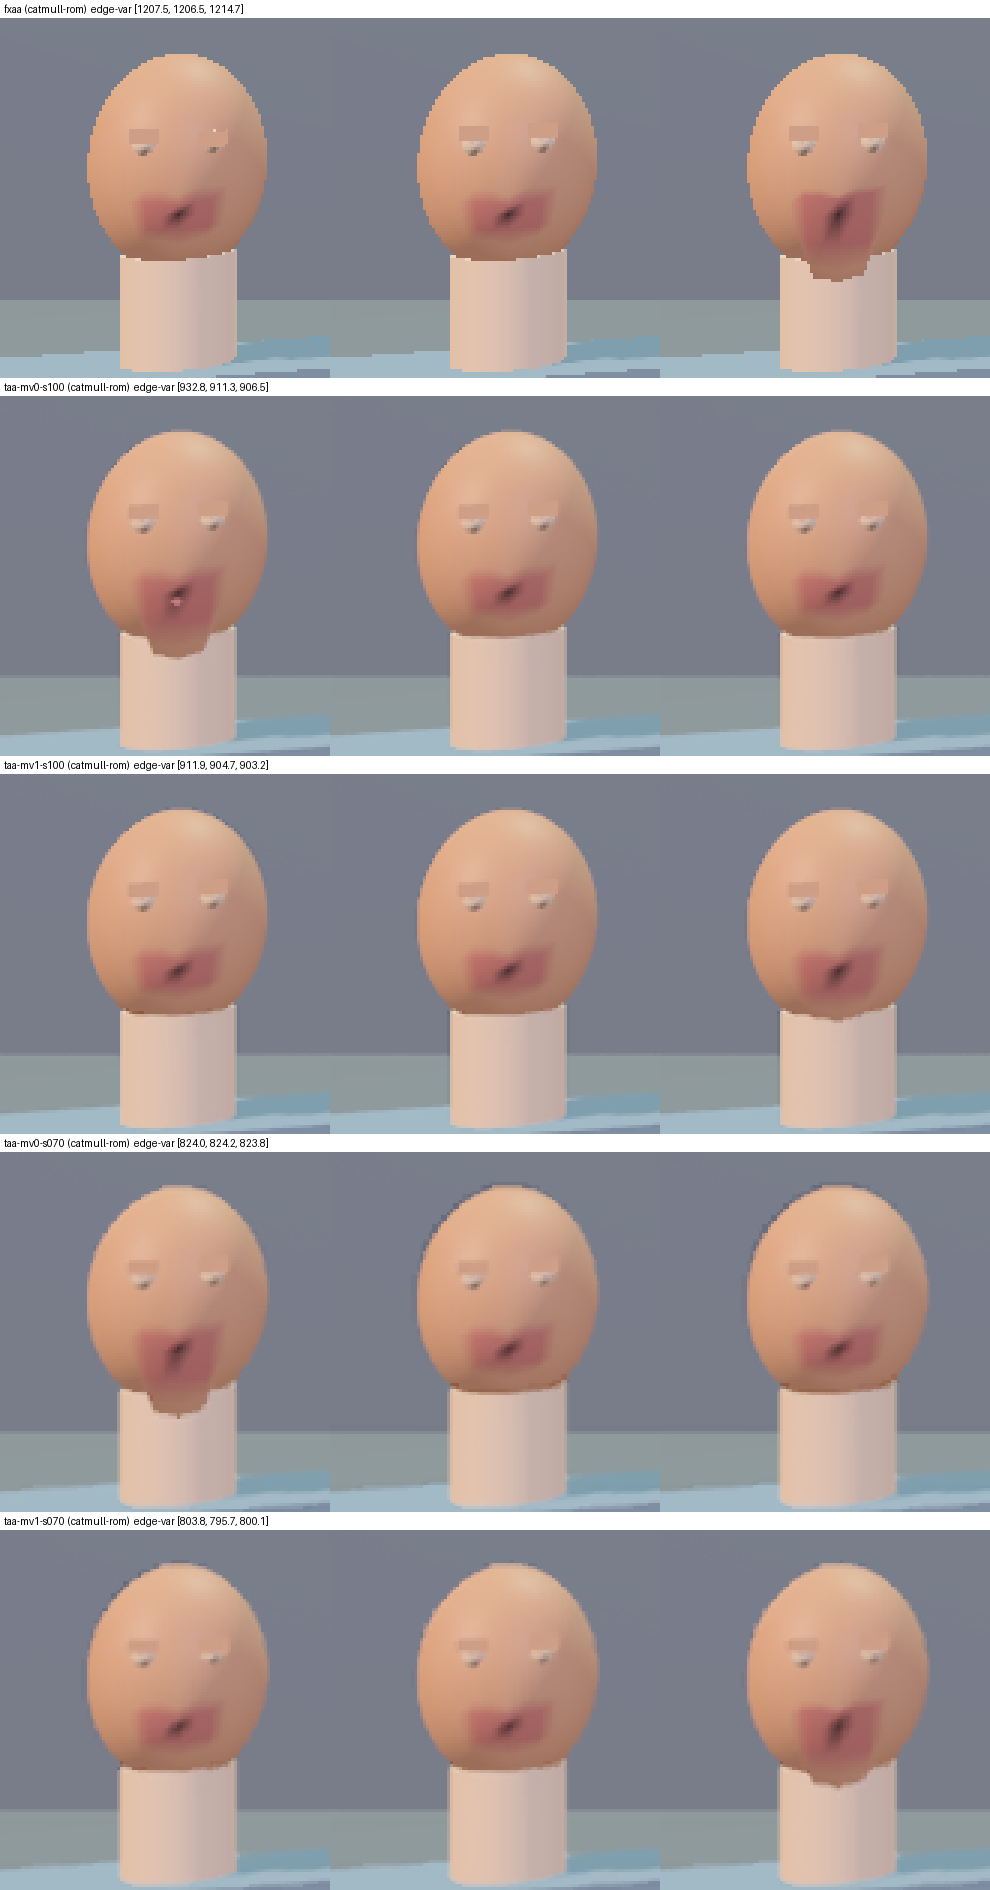 fxaa (catmull-rom) edge-var [1207.5, 1206.5, 1214.7]
taa-mv0-s100 (catmull-rom) edge-var [932.8, 911.3, 906.5]
taa-mv1-s100 (catmull-rom) edge-var [911.9, 904.7, 903.2]
taa-mv0-s070 (catmull-rom) edge-var [824.0, 824.2, 823.8]
taa-mv1-s070 (catmull-rom) edge-var [803.8, 795.7, 800.1]